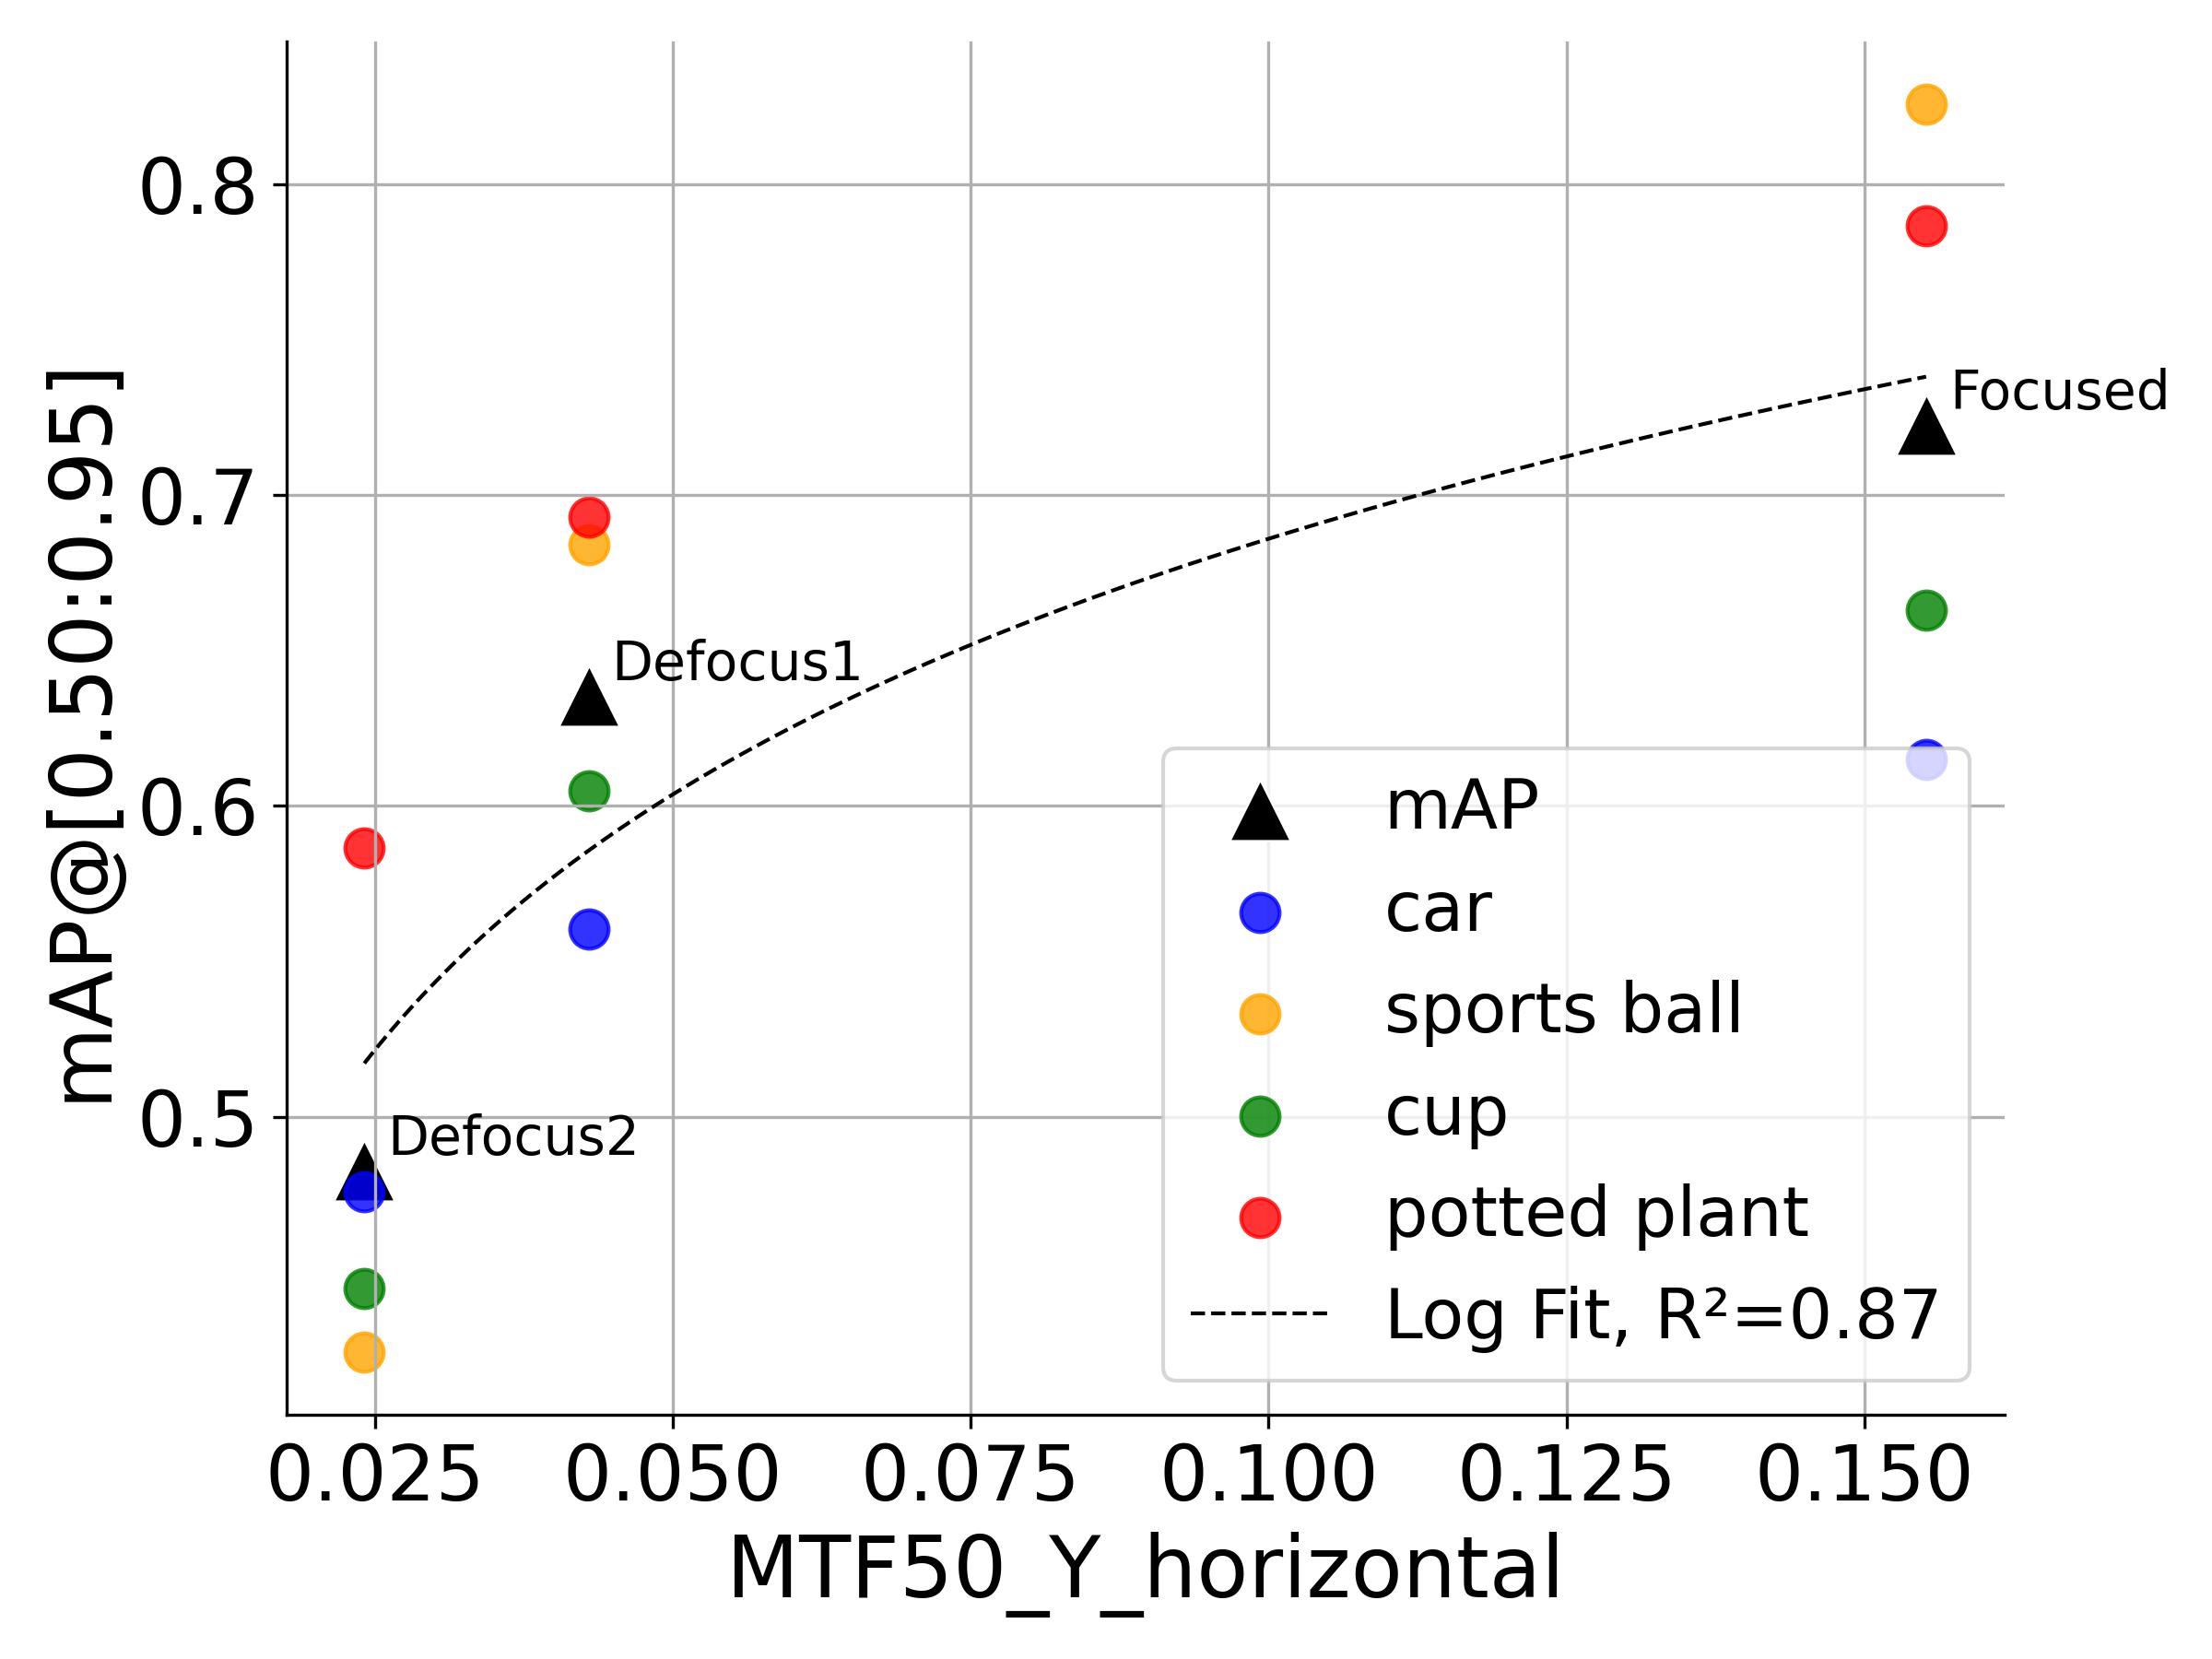 mAP@[0.50:0.95]
0.8
0.7
0.6
0.5
Focused
Defocus1
Defocus2
mAP
car
sports ball
cup
potted plant
Log Fit, R²=0.87
0.025 0.050 0.075 0.100 0.125 0.150
MTF50_Y_horizontal